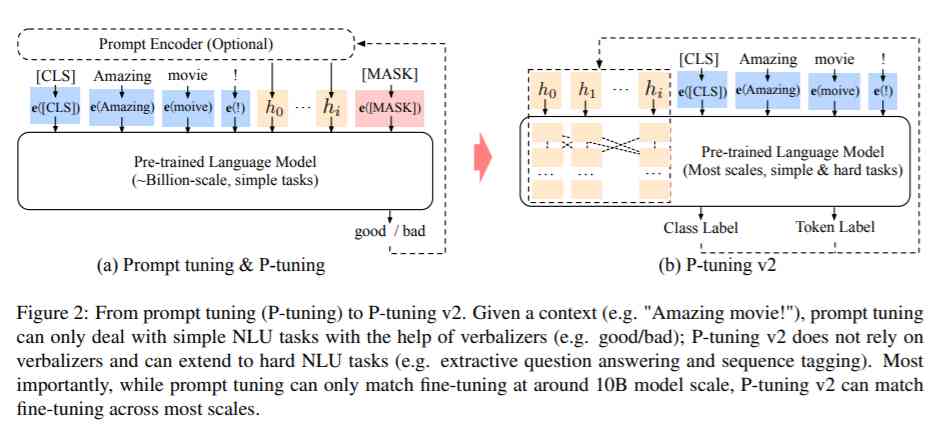 Prompt Encoder (Optional)
[CLS] Amazing movie ! [MASK]
e([CLS]) e(Amazing) e(moive) e(!) h0 ··· hi e([MASK])
Pre-trained Language Model
(~Billion-scale, simple tasks)
good / bad
(a) Prompt tuning & P-tuning
[CLS] Amazing movie !
h0 h1 ··· hi e([CLS]) e(Amazing) e(moive) e(!)
Pre-trained Language Model
(Most scales, simple & hard tasks)
··· ··· ···
Class Label Token Label
(b) P-tuning v2
Figure 2: From prompt tuning (P-tuning) to P-tuning v2. Given a context (e.g. "Amazing movie!"), prompt tuning
can only deal with simple NLU tasks with the help of verbalizers (e.g. good/bad); P-tuning v2 does not rely on
verbalizers and can extend to hard NLU tasks (e.g. extractive question answering and sequence tagging). Most
importantly, while prompt tuning can only match fine-tuning at around 10B model scale, P-tuning v2 can match
fine-tuning across most scales.